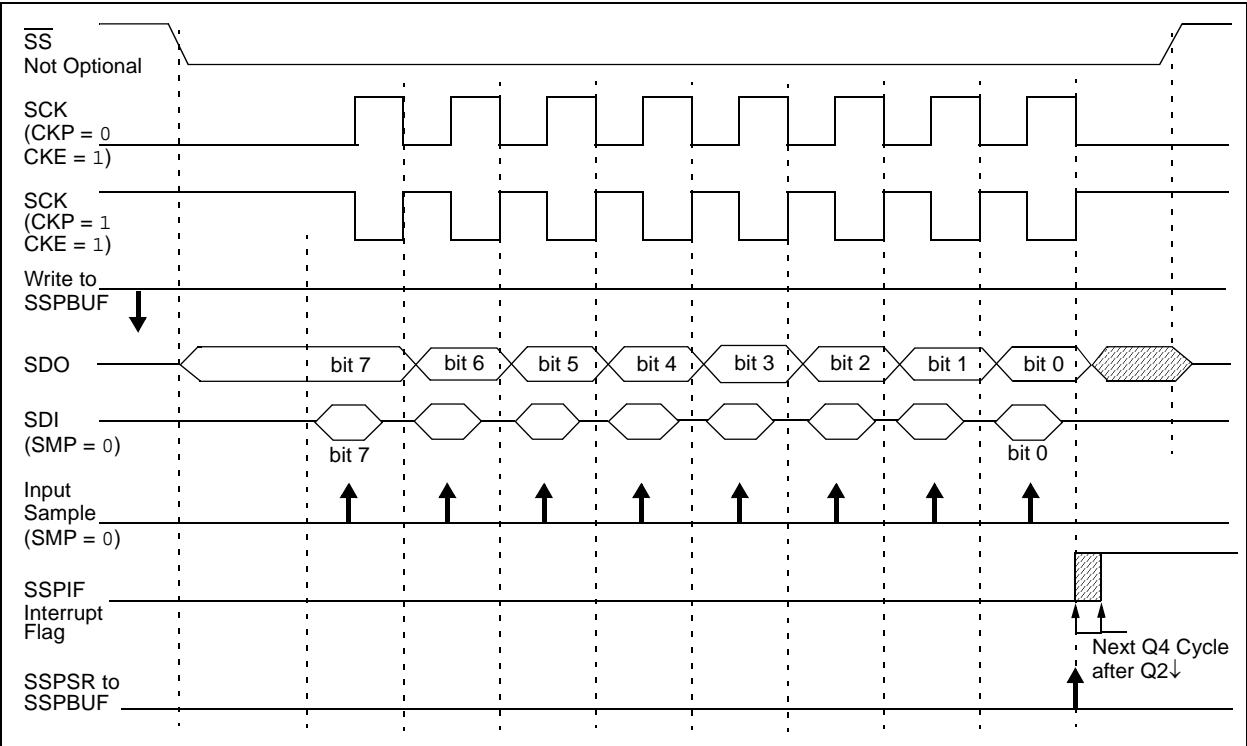 SS
Not Optional
SCK
(CKP = 0
CKE = 1)
SCK
(CKP = 1
CKE = 1)
Write to
SSPBUF
SDO
bit 7 bit 6 bit 5 bit 4 bit 3 bit 2 bit 1 bit 0
SDI
(SMP = 0)
bit 7 bit 0
Input
Sample
(SMP = 0)
SSPIF
Interrupt
Flag
Next Q4 Cycle
after Q2↓
SSPSR to
SSPBUF